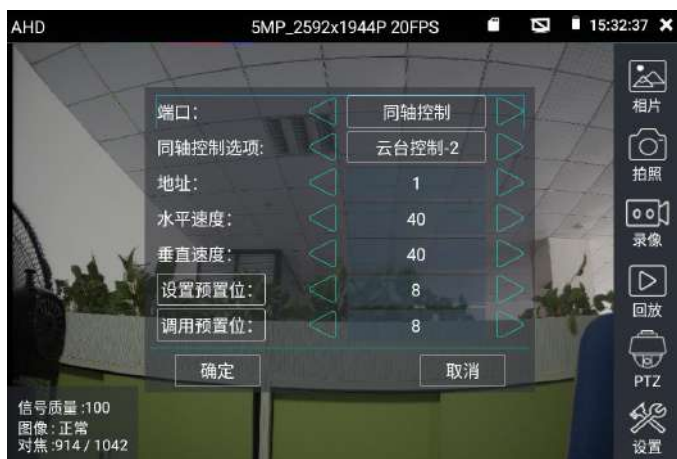 AHD 5MP_2592x1944P 20FPS 15:32:37
端口： 同轴控制
同轴控制选项: 云台控制-2
地址： 1
水平速度： 40
垂直速度： 40
设置预置位： 8
调用预置位： 8
确定 取消
相片
拍照
录像
回放
PTZ
设置
信号质量:100
图像:正常
对焦:914 / 1042